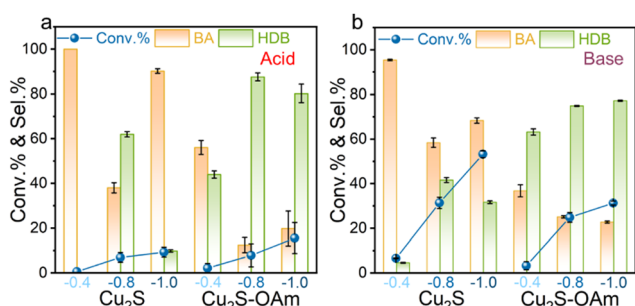 a
b
Conv.% BA HDB
Conv.% BA HDB
Acid
Base
Conv.% & Sel.%
Conv.% & Sel.%
100
80
60
40
20
0
100
80
60
40
20
0
-0.4 -0.8 -1.0 -0.4 -0.8 -1.0
-0.4 -0.8 -1.0 -0.4 -0.8 -1.0
Cu₂S Cu₂S-OAm
Cu₂S Cu₂S-OAm